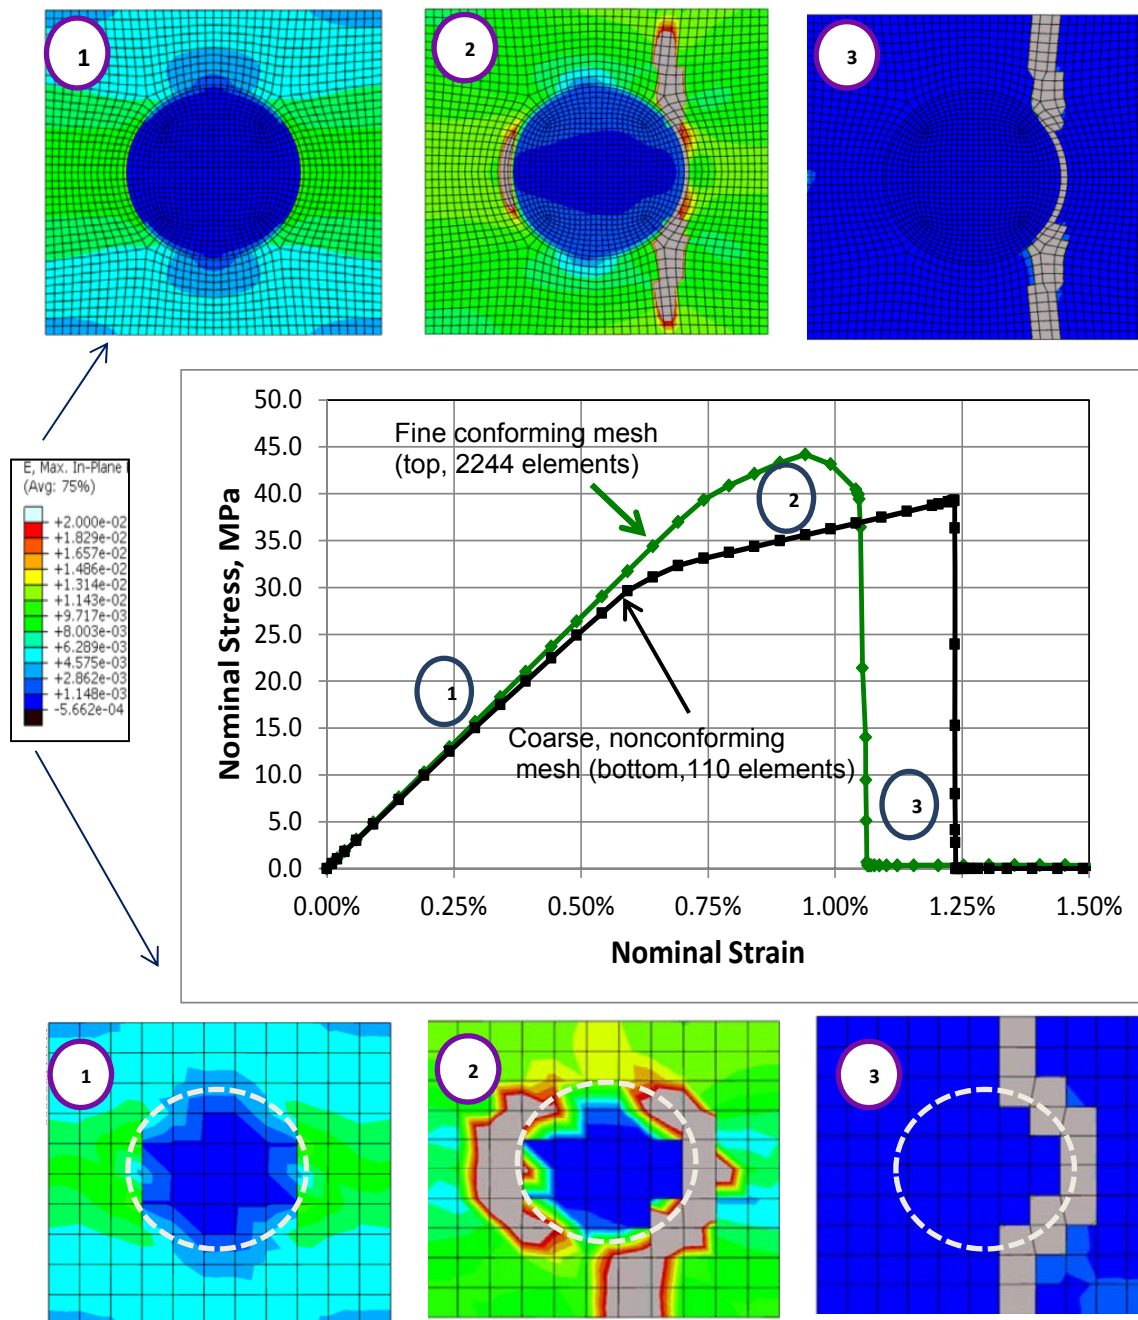 1
2
3
E, Max. In-Plane
(Avg: 75%)
+2.000e-02
+1.829e-02
+1.657e-02
+1.486e-02
+1.314e-02
+1.143e-02
+9.717e-03
+8.003e-03
+6.289e-03
+4.575e-03
+2.862e-03
+1.148e-03
-5.662e-04
Nominal Stress, MPa
50.0
45.0
40.0
35.0
30.0
25.0
20.0
15.0
10.0
5.0
0.0
Fine conforming mesh
(top, 2244 elements)
2
1
Coarse, nonconforming
mesh (bottom,110 elements)
3
0.00%
0.25%
0.50%
0.75%
1.00%
1.25%
1.50%
Nominal Strain
1
2
3